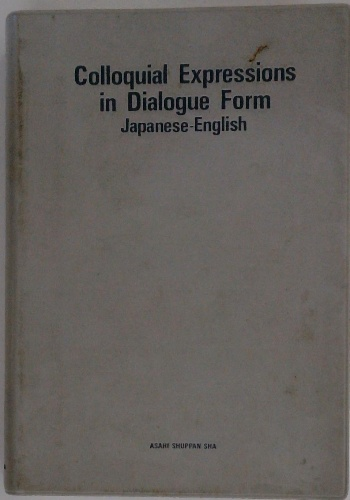 Colloquial Expressions
in Dialogue Form
Japanese-English
ASAHI SHUPPAN SHA